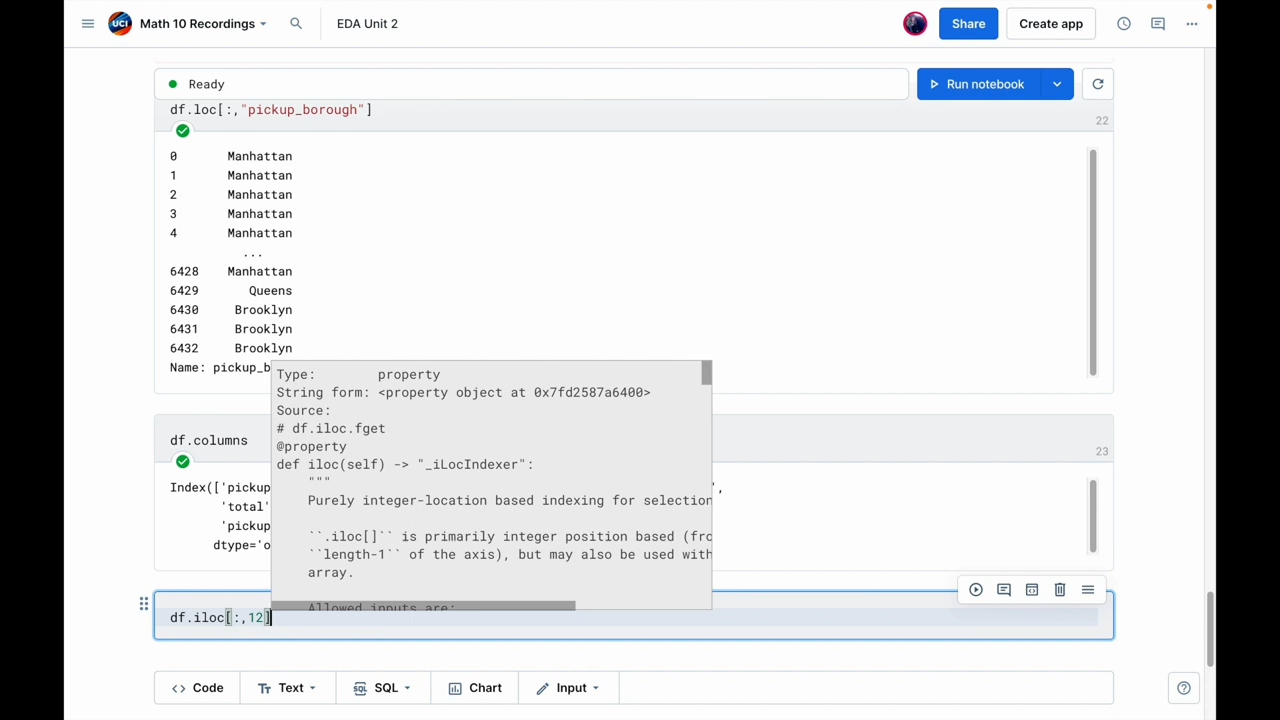 UCI
Math 10 Recordings
EDA Unit 2
Share
Create app
Ready
Run notebook
df.loc[:,"pickup_borough"]
22
0       Manhattan
1       Manhattan
2       Manhattan
3       Manhattan
4       Manhattan
...
6428    Manhattan
6429       Queens
6430     Brooklyn
6431     Brooklyn
6432     Brooklyn
Name: pickup_b
Type:        property
String form: <property object at 0x7fd2587a6400>
Source:
# df.iloc.fget
@property
def iloc(self) -> "_iLocIndexer":
"""
Purely integer-location based indexing for selection
``.iloc[]`` is primarily integer position based (fro
``length-1`` of the axis), but may also be used with
array.
Allowed inputs are:
df.columns
23
Index(['pickup
',
'total'
'pickup
dtype='o
df.iloc[:,12]
Code
Text
SQL
SQL
Chart
Input